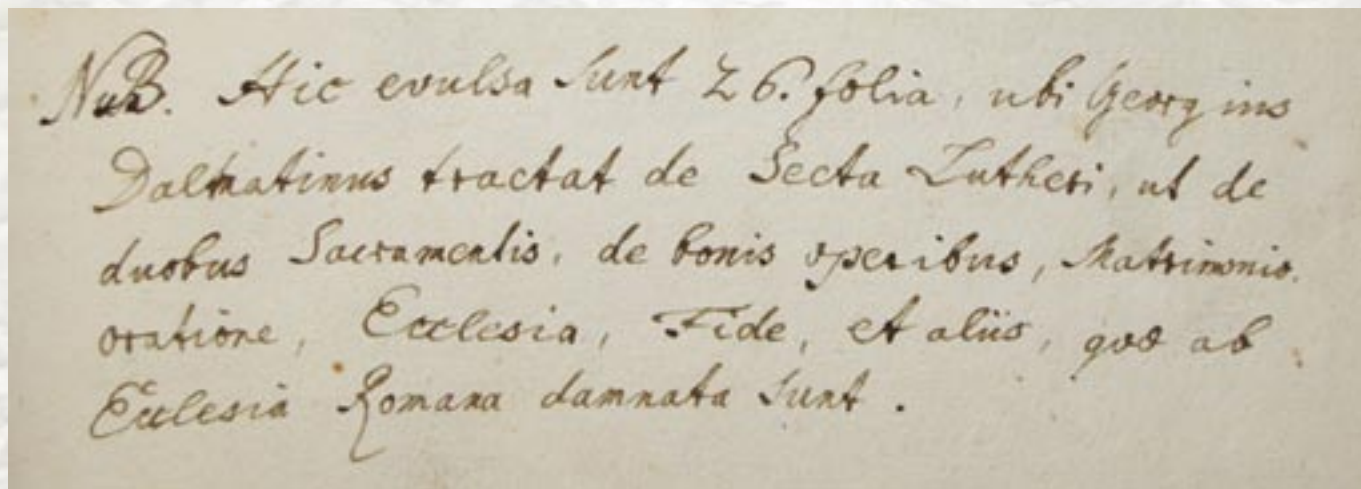 NB. Hic evulsa sunt 26. folia, ubi Georgius
Dalmatinus tractat de Secta Lutheri, ut de
duobus Sacramentis, de bonis operibus, Matrimonio.
oratione, Ecclesia, Fide, et aliis, quæ ab
Ecclesia Romana damnata sunt.